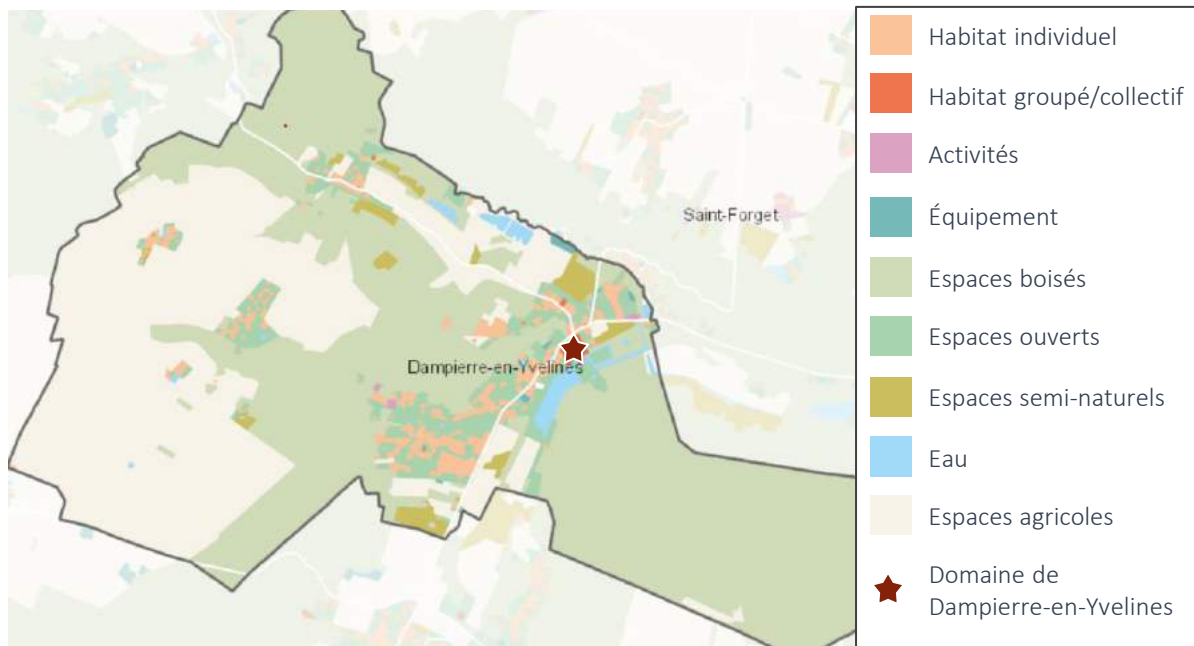 Saint-Forget
Dampierre-en-Yvelines
Habitat individuel
Habitat groupé/collectif
Activités
Équipement
Espaces boisés
Espaces ouverts
Espaces semi-naturels
Eau
Espaces agricoles
Domaine de
Dampierre-en-Yvelines